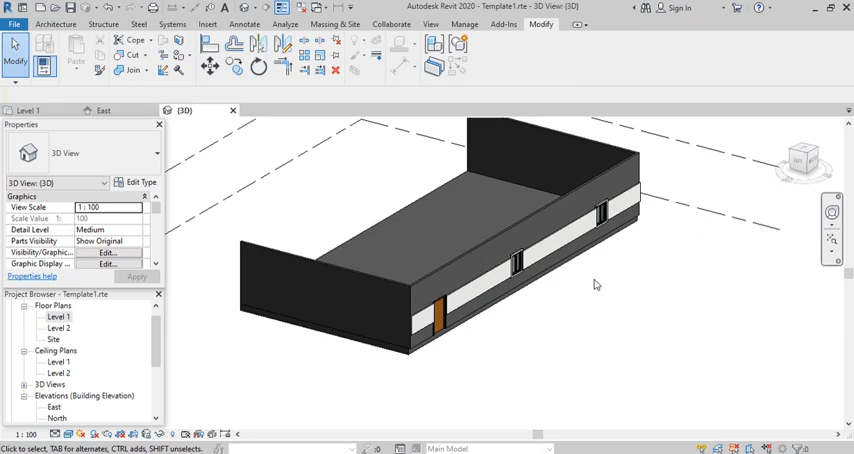 Autodesk Revit 2020 - Template1.rte - 3D View: {3D}
Sign In
File Architecture Structure Steel Systems Insert Annotate Analyze Massing & Site Collaborate View Manage Add-Ins Modify
Modify Paste Cope Cut Join
Level 1 East {3D}
Properties
3D View
3D View: {3D} Edit Type
Graphics
View Scale 1 : 100
Scale Value 1: 100
Detail Level Medium
Parts Visibility Show Original
Visibility/Graphic... Edit...
Graphic Display ... Edit...
Properties help Apply
Project Browser - Template1.rte
Floor Plans
Level 1
Level 2
Site
Ceiling Plans
Level 1
Level 2
3D Views
Elevations (Building Elevation)
East
North
1 : 100
Click to select, TAB for alternates, CTRL adds, SHIFT unselects. :0 Main Model :0